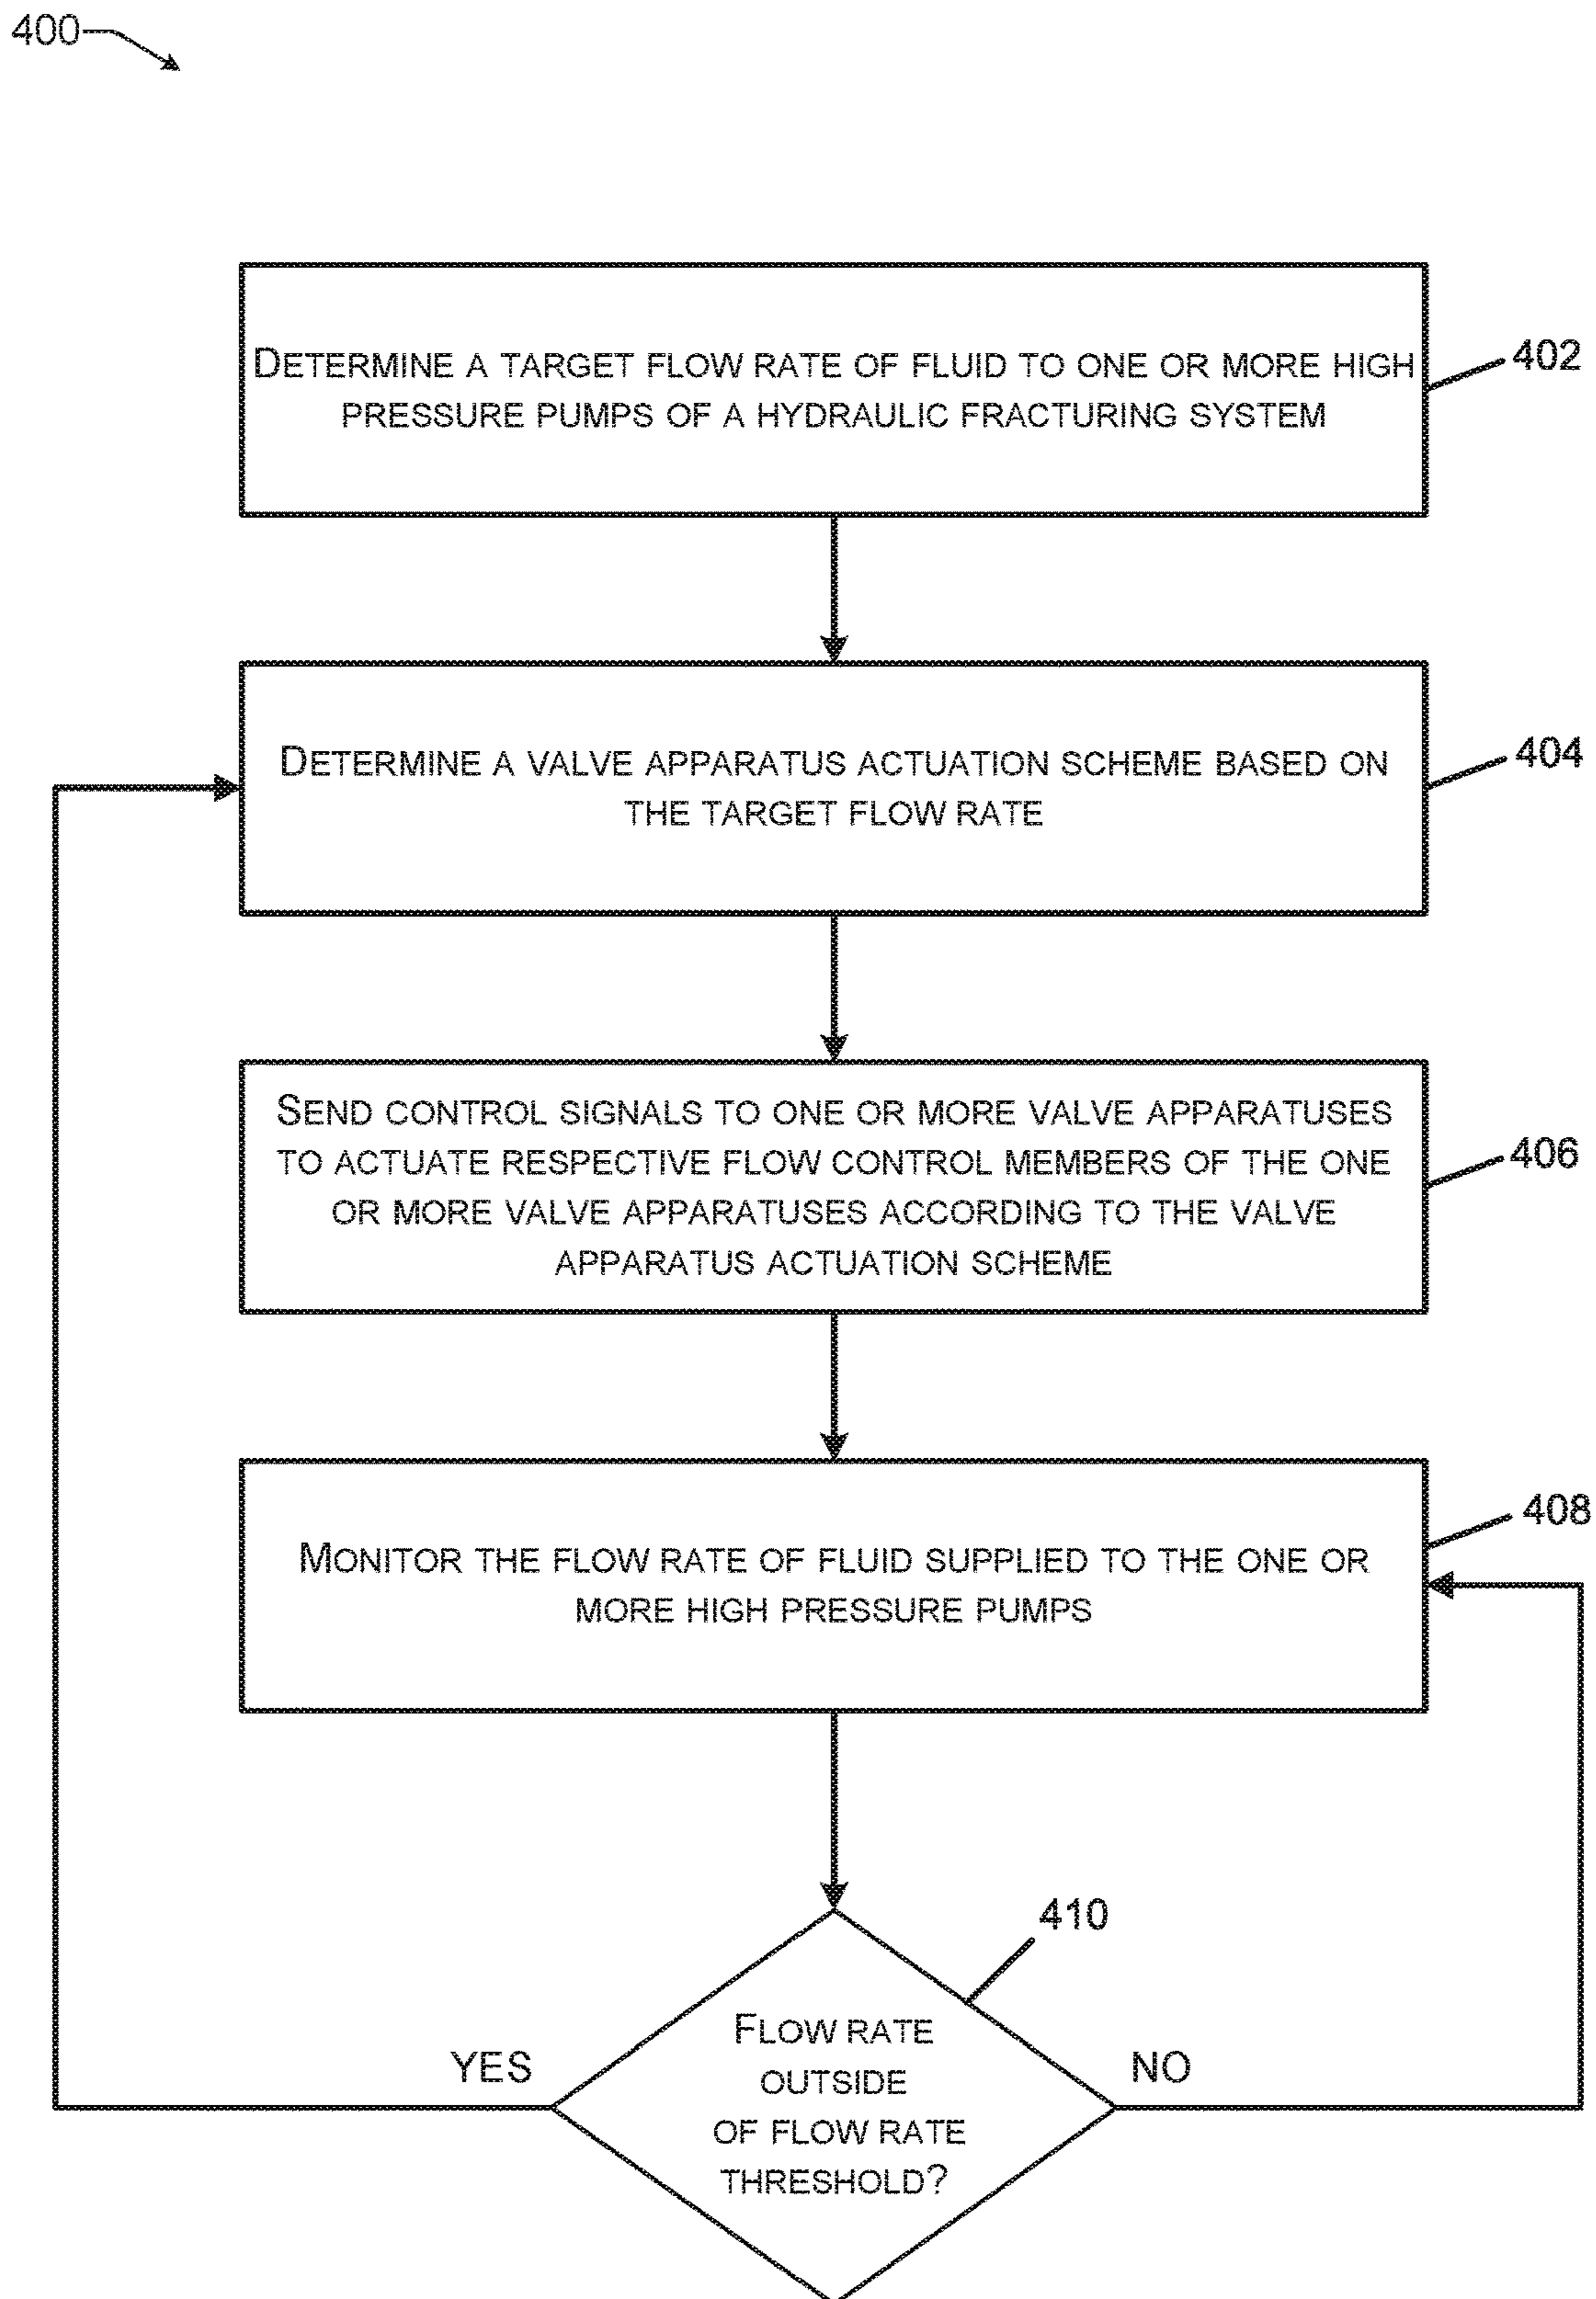 400
DETERMINE A TARGET FLOW RATE OF FLUID TO ONE OR MORE HIGH
PRESSURE PUMPS OF A HYDRAULIC FRACTURING SYSTEM
402
DETERMINE A VALVE APPARATUS ACTUATION SCHEME BASED ON
THE TARGET FLOW RATE
404
SEND CONTROL SIGNALS TO ONE OR MORE VALVE APPARATUSES
TO ACTUATE RESPECTIVE FLOW CONTROL MEMBERS OF THE ONE
OR MORE VALVE APPARATUSES ACCORDING TO THE VALVE
APPARATUS ACTUATION SCHEME
406
MONITOR THE FLOW RATE OF FLUID SUPPLIED TO THE ONE OR
MORE HIGH PRESSURE PUMPS
408
410
FLOW RATE
OUTSIDE
OF FLOW RATE
THRESHOLD?
YES
NO